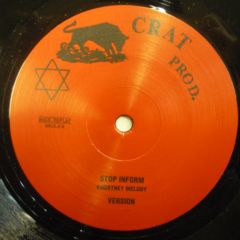 CRAT
PROD.
STOP INFORM
COURTNEY MELODY
VERSION